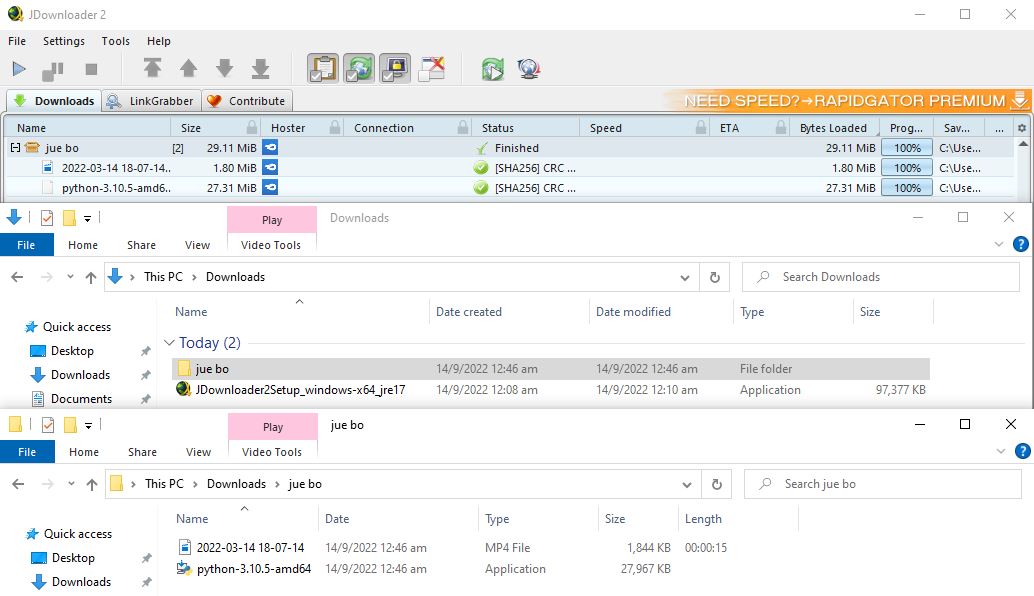 JDownloader 2
File Settings Tools Help
Downloads LinkGrabber Contribute NEED SPEED?→RAPIDGATOR PREMIUM
Name Size Hoster Connection Status Speed ETA Bytes Loaded Prog... Sav... ...
jue bo [2] 29.11 MiB Finished 29.11 MiB 100% C:\Use...
2022-03-14 18-07-14.. 1.80 MiB [SHA256] CRC ... 1.80 MiB 100% C:\Use...
python-3.10.5-amd6.. 27.31 MiB [SHA256] CRC ... 27.31 MiB 100% C:\Use...
Play Downloads
File Home Share View Video Tools
This PC > Downloads Search Downloads
Name Date created Date modified Type Size
Quick access
Today (2)
Desktop
jue bo 14/9/2022 12:46 am 14/9/2022 12:46 am File folder
Downloads
JDownloader2Setup_windows-x64_jre17 14/9/2022 12:08 am 14/9/2022 12:10 am Application 97,377 KB
Documents
Play jue bo
File Home Share View Video Tools
This PC > Downloads > jue bo Search jue bo
Name Date Type Size Length
Quick access
2022-03-14 18-07-14 14/9/2022 12:46 am MP4 File 1,844 KB 00:00:15
Desktop
python-3.10.5-amd64 14/9/2022 12:46 am Application 27,967 KB
Downloads